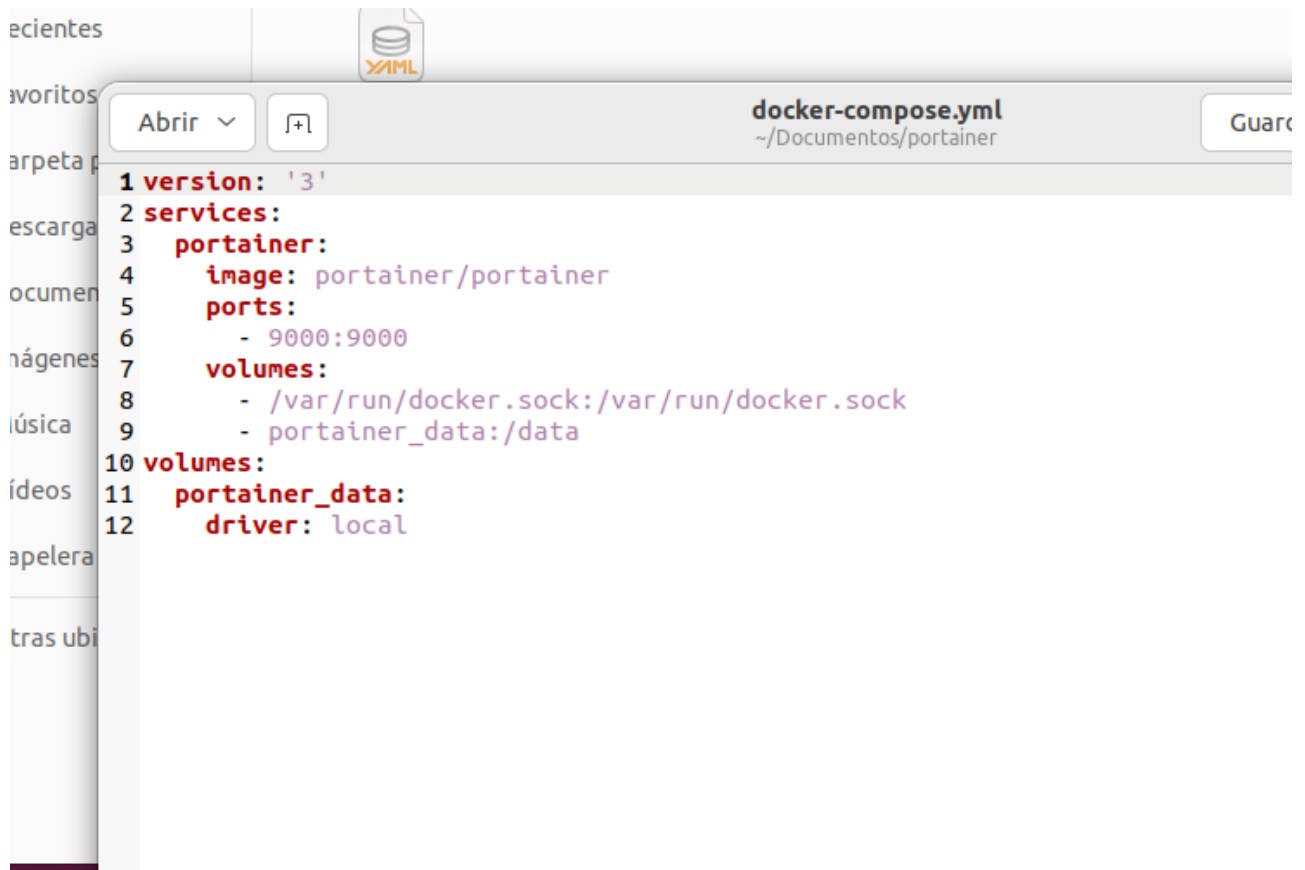 ecientes
YAML
avoritos
Abrir
docker-compose.yml
Guard
~/Documentos/portainer
arpeta p
escarga
ocumen
mágenes
úsica
ídeos
apelera
tras ubi
1 version: '3'
2 services:
3   portainer:
4     image: portainer/portainer
5     ports:
6       - 9000:9000
7     volumes:
8       - /var/run/docker.sock:/var/run/docker.sock
9       - portainer_data:/data
10 volumes:
11   portainer_data:
12     driver: local